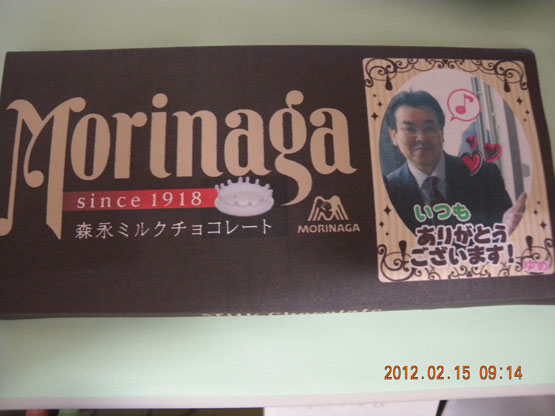 Morinaga
since 1918
森永ミルクチョコレート
MORINAGA
いつも
ありがとう
ございます!
2012.02.15 09:14